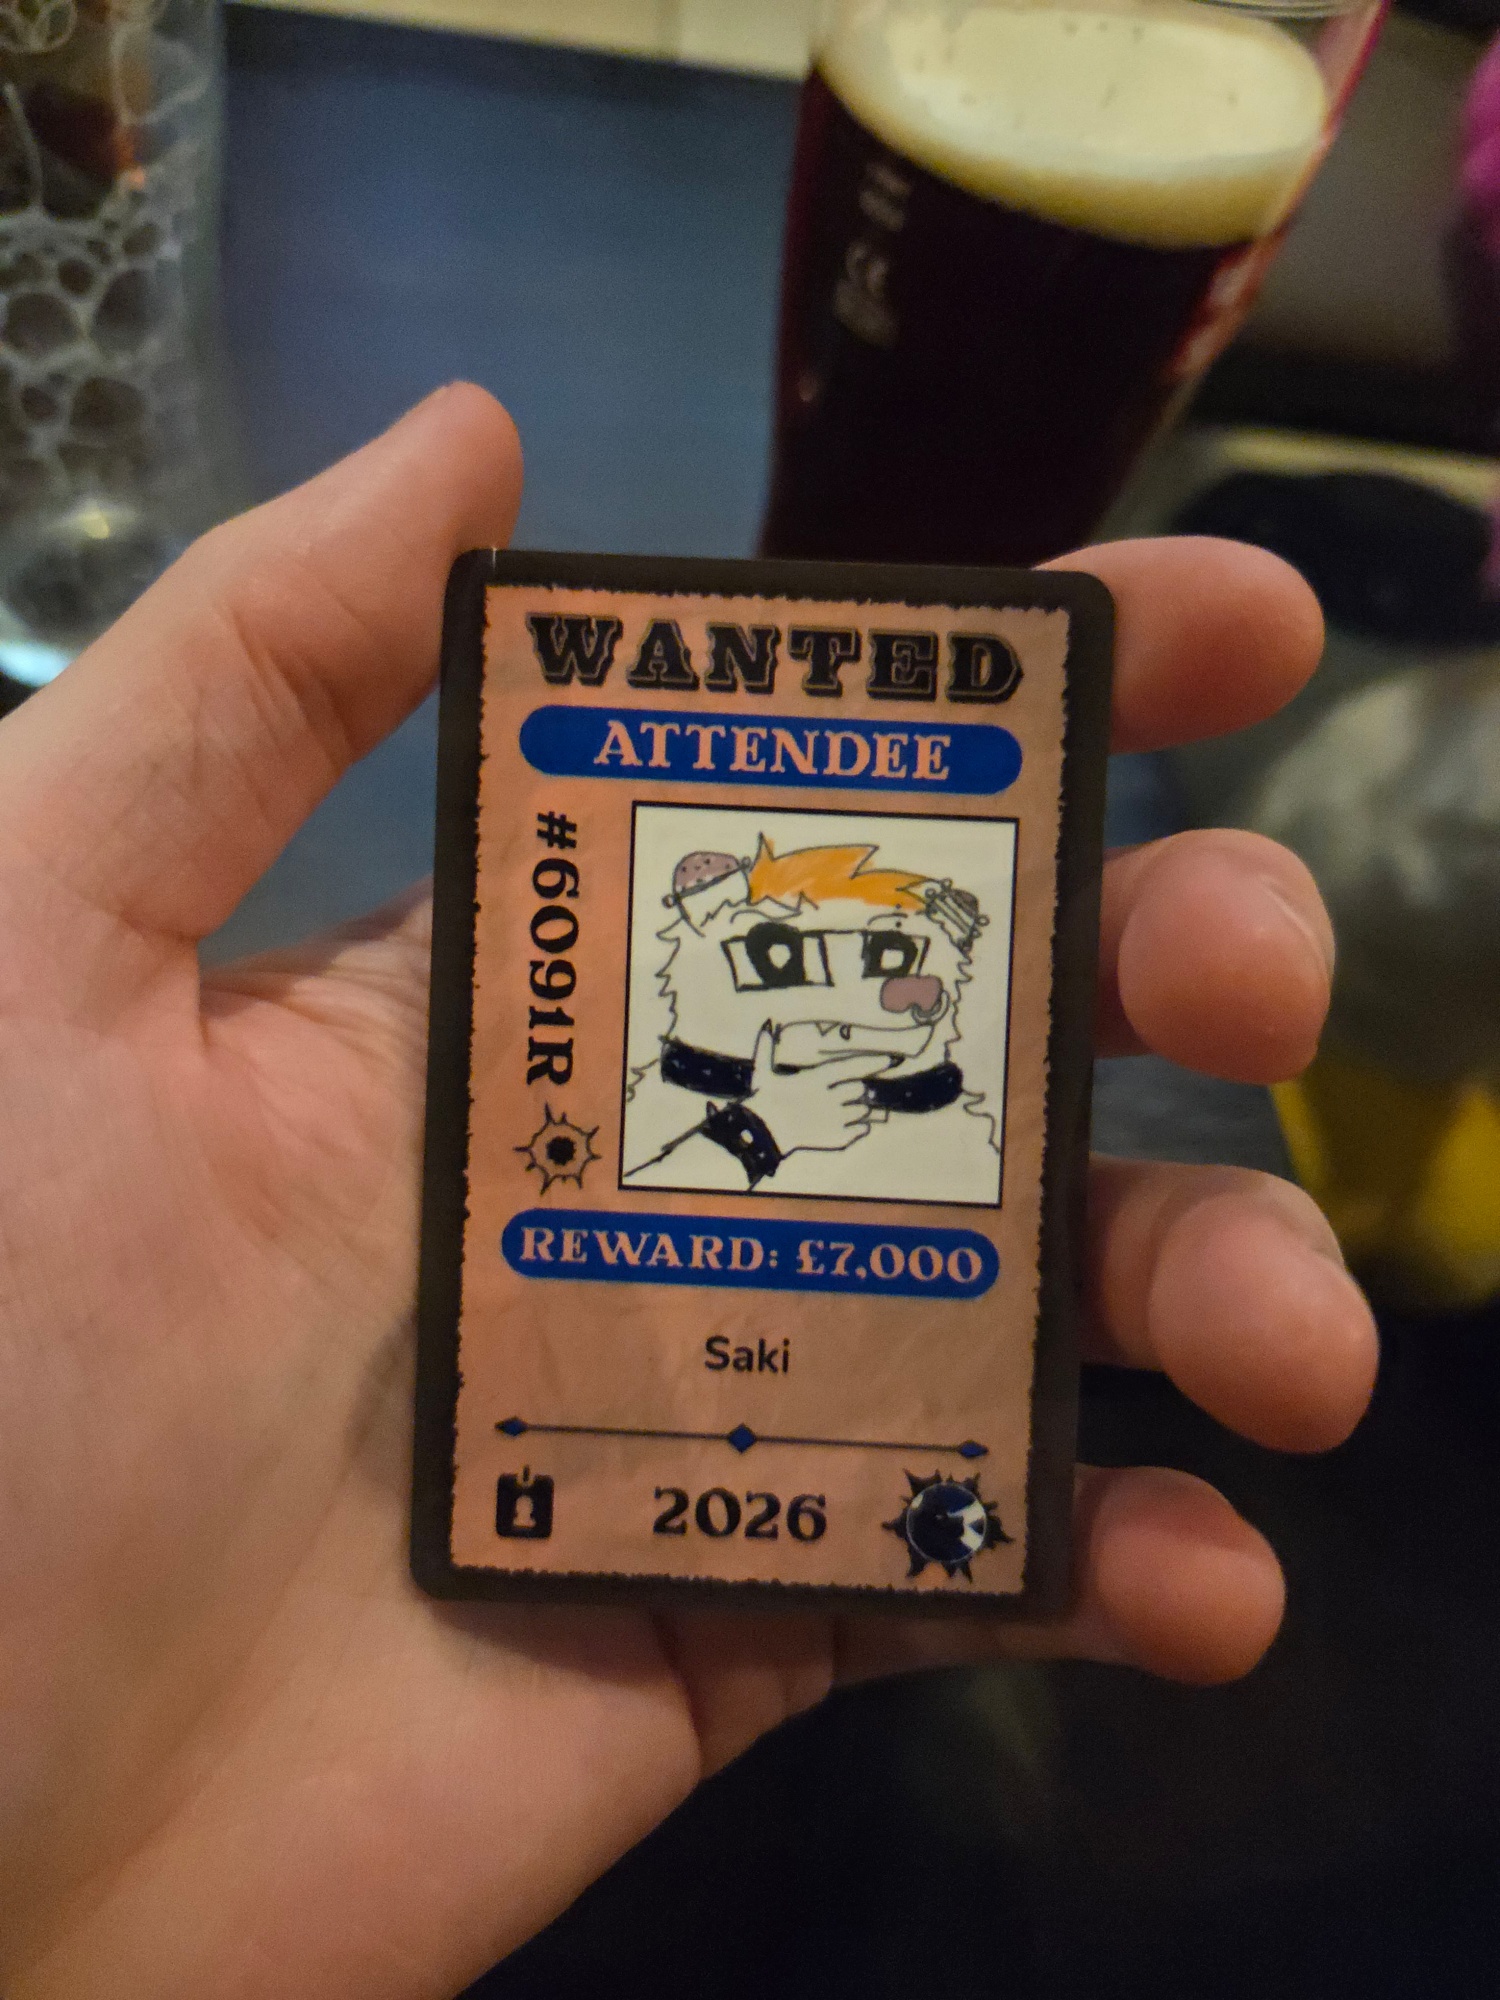 WANTED
ATTENDEE
#6091R
REWARD: £7,000
Saki
2026